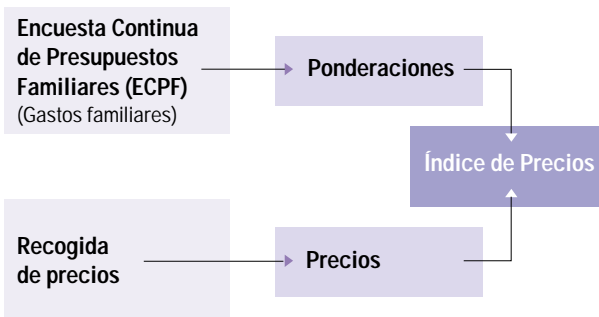 Encuesta Continua
de Presupuestos
Familiares (ECPF)
(Gastos familiares)
Ponderaciones
Índice de Precios
Recogida
de precios
Precios